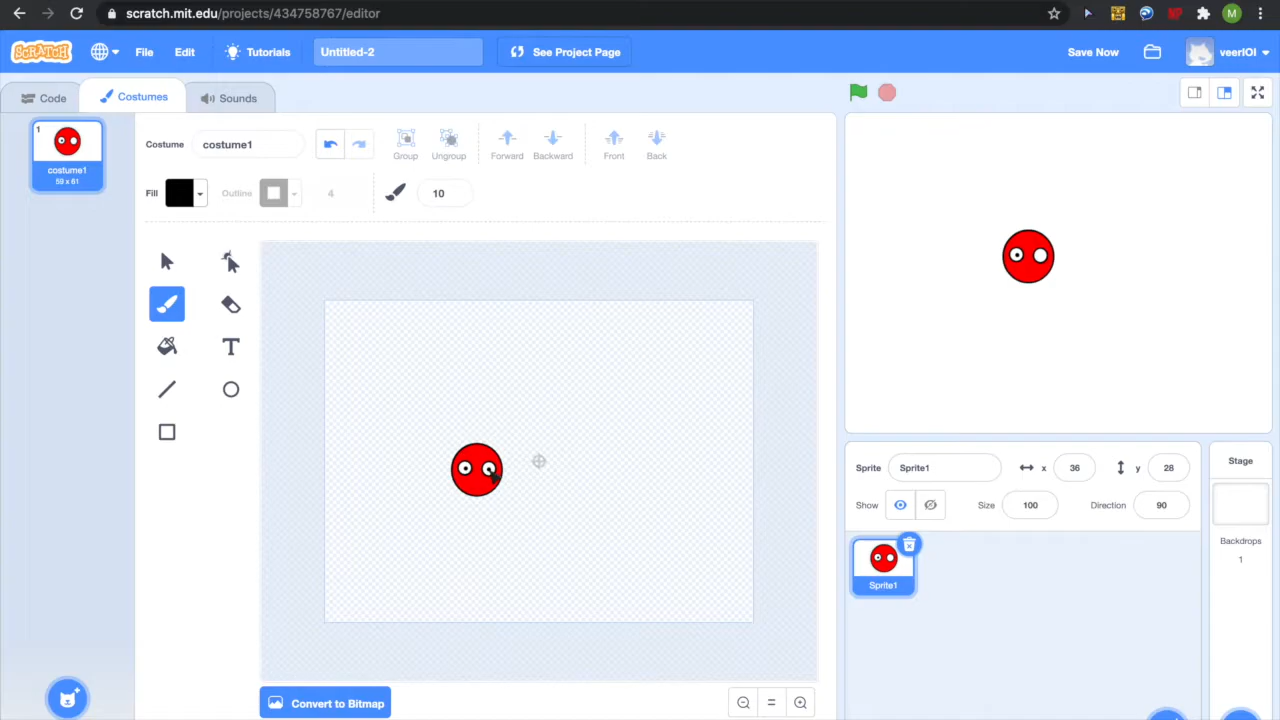 scratch.mit.edu/projects/434758767/editor
M
SCRATCH File Edit Tutorials Untitled-2 See Project Page Save Now veerIOI
Code Costumes Sounds
1
costume1
59 x 61
Costume costume1 Group Ungroup Forward Backward Front Back
Fill Outline 4 10
T
Convert to Bitmap
Sprite Sprite1 x 36 y 28
Show Size 100 Direction 90
Sprite1
Stage
Backdrops
1